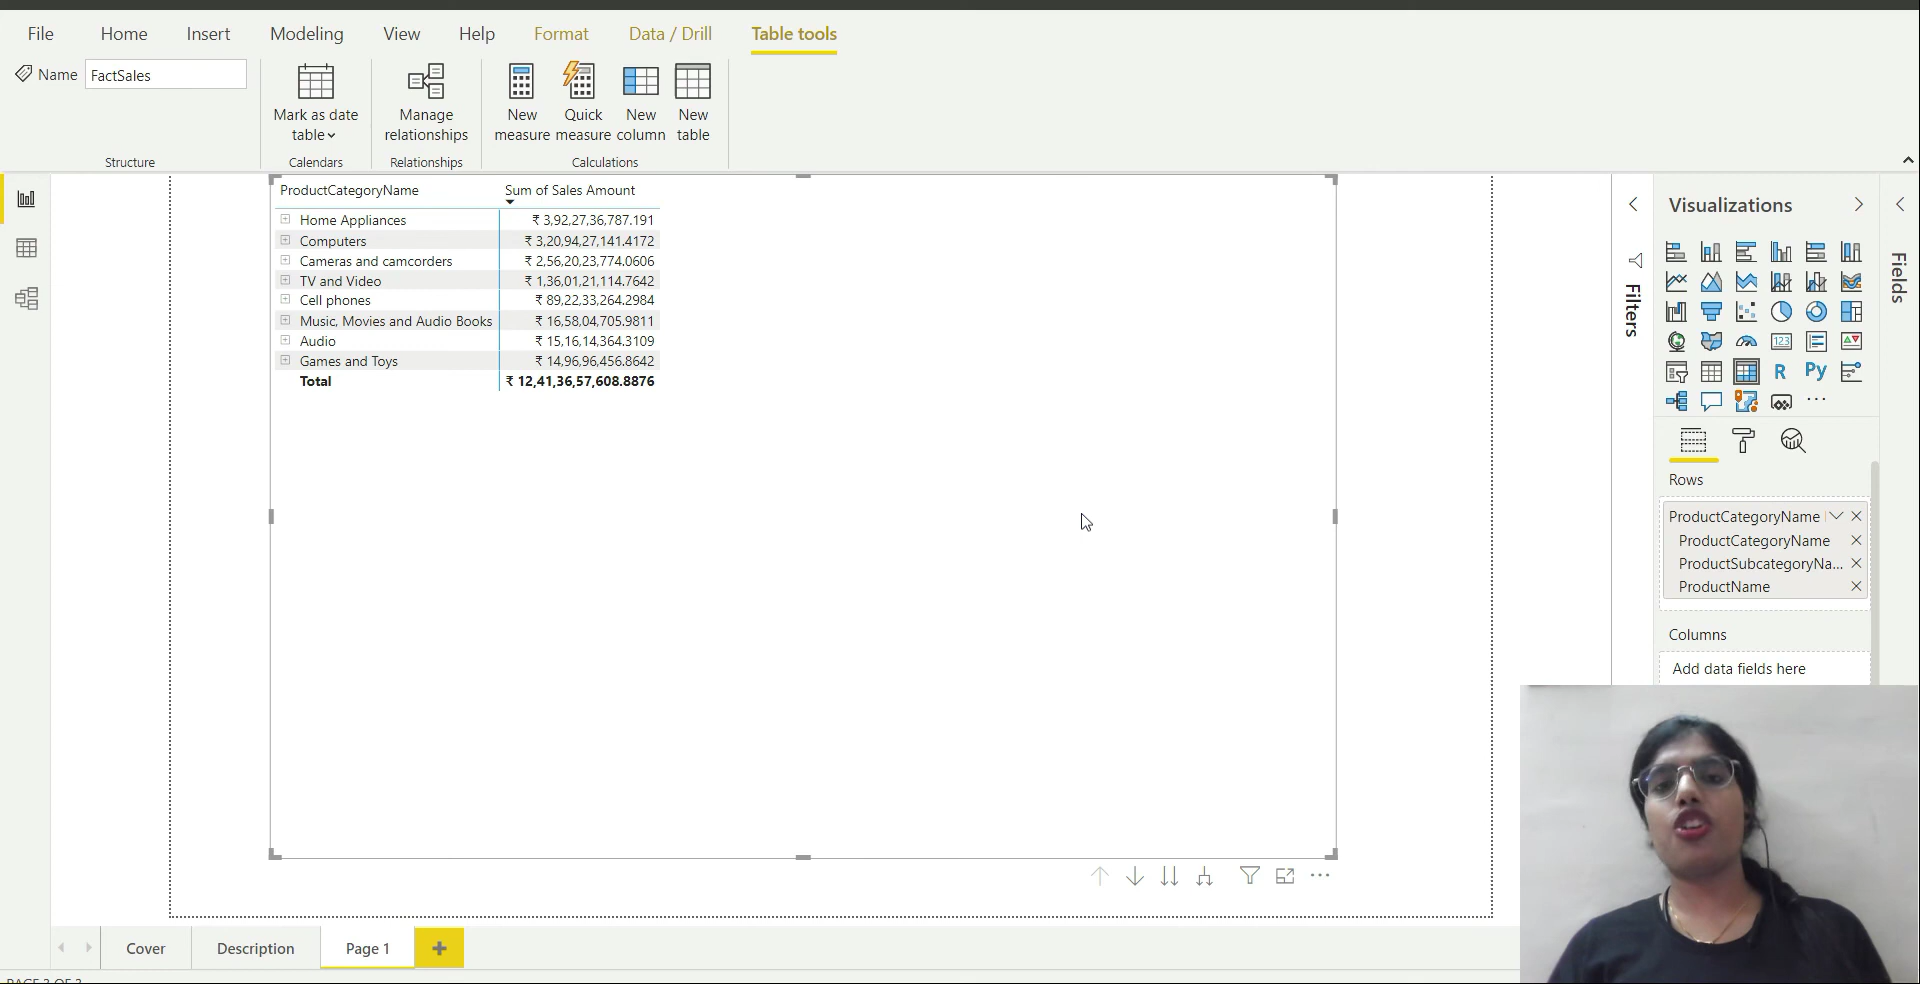 File Home Insert Modeling View Help Format Data / Drill Table tools
Name FactSales
Mark as date table
Manage relationships
New measure
Quick measure
New column
New table
Structure Calendars Relationships Calculations
ProductCategoryName Sum of Sales Amount
Home Appliances ₹ 3,92,27,36,787.191
Computers ₹ 3,20,94,27,141.4172
Cameras and camcorders ₹ 2,56,20,23,774.0606
TV and Video ₹ 1,36,01,21,114.7642
Cell phones ₹ 89,22,33,264.2984
Music, Movies and Audio Books ₹ 16,58,04,705.9811
Audio ₹ 15,16,14,364.3109
Games and Toys ₹ 14,96,96,456.8642
Total ₹ 12,41,36,57,608.8876
Filters
Visualizations
Fields
123
R Py
Rows
ProductCategoryName
ProductCategoryName
ProductSubcategoryNa...
ProductName
Columns
Add data fields here
Cover Description Page 1